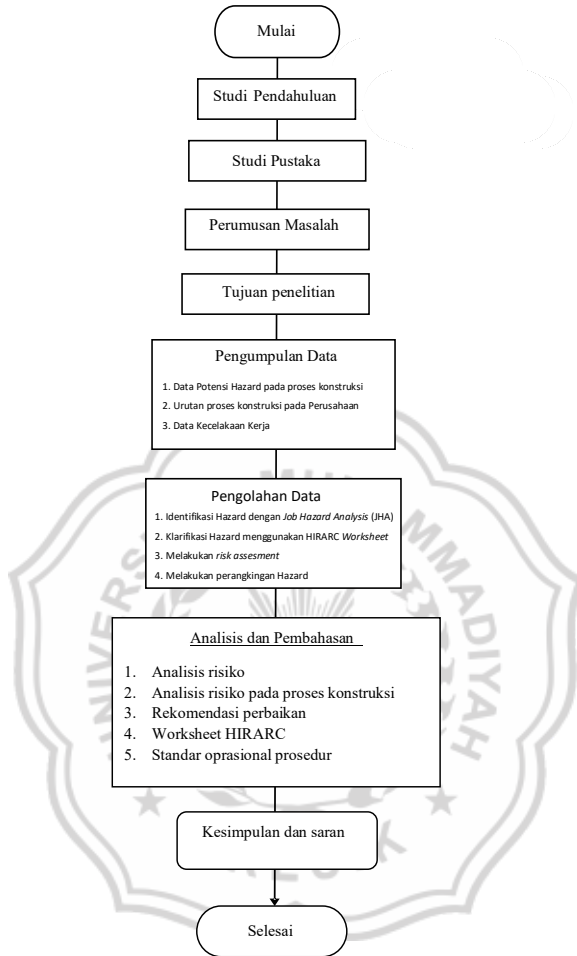 Mulai
Studi Pendahuluan
Studi Pustaka
Perumusan Masalah
Tujuan penelitian
Pengumpulan Data
1. Data Potensi Hazard pada proses konstruksi
2. Urutan proses konstruksi pada Perusahaan
3. Data Kecelakaan Kerja
Pengolahan Data
1. Identifikasi Hazard dengan Job Hazard Analysis (JHA)
2. Klarifikasi Hazard menggunakan HIRARC Worksheet
3. Melakukan risk assesment
4. Melakukan perangkingan Hazard
Analisis dan Pembahasan
1. Analisis risiko
2. Analisis risiko pada proses konstruksi
3. Rekomendasi perbaikan
4. Worksheet HIRARC
5. Standar oprasional prosedur
Kesimpulan dan saran
Selesai